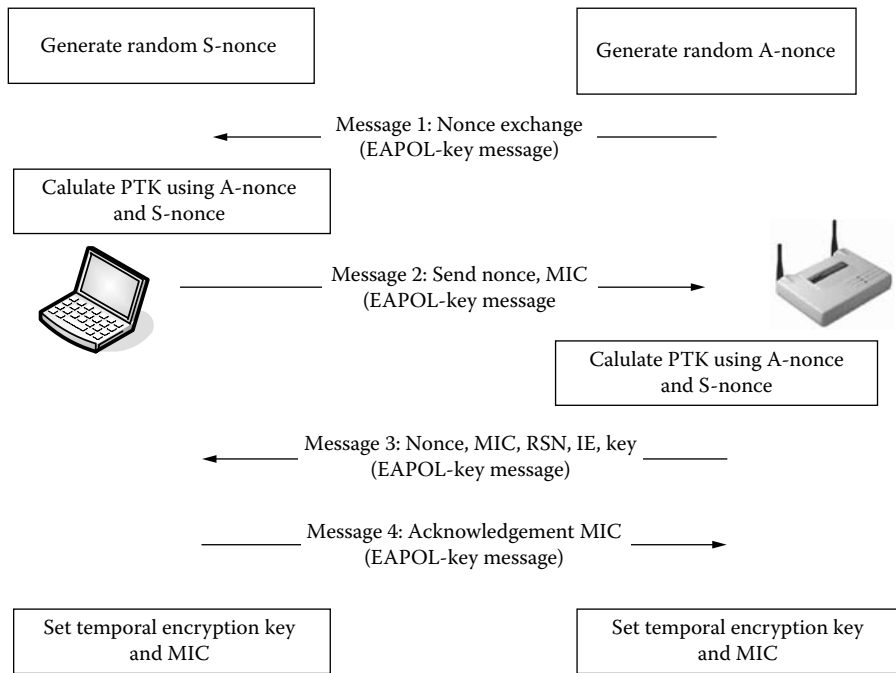 Generate random S-nonce
Generate random A-nonce
Message 1: Nonce exchange
(EAPOL-key message)
Calulate PTK using A-nonce
and S-nonce
Message 2: Send nonce, MIC
(EAPOL-key message
Calulate PTK using A-nonce
and S-nonce
Message 3: Nonce, MIC, RSN, IE, key
(EAPOL-key message)
Message 4: Acknowledgement MIC
(EAPOL-key message)
Set temporal encryption key
and MIC
Set temporal encryption key
and MIC